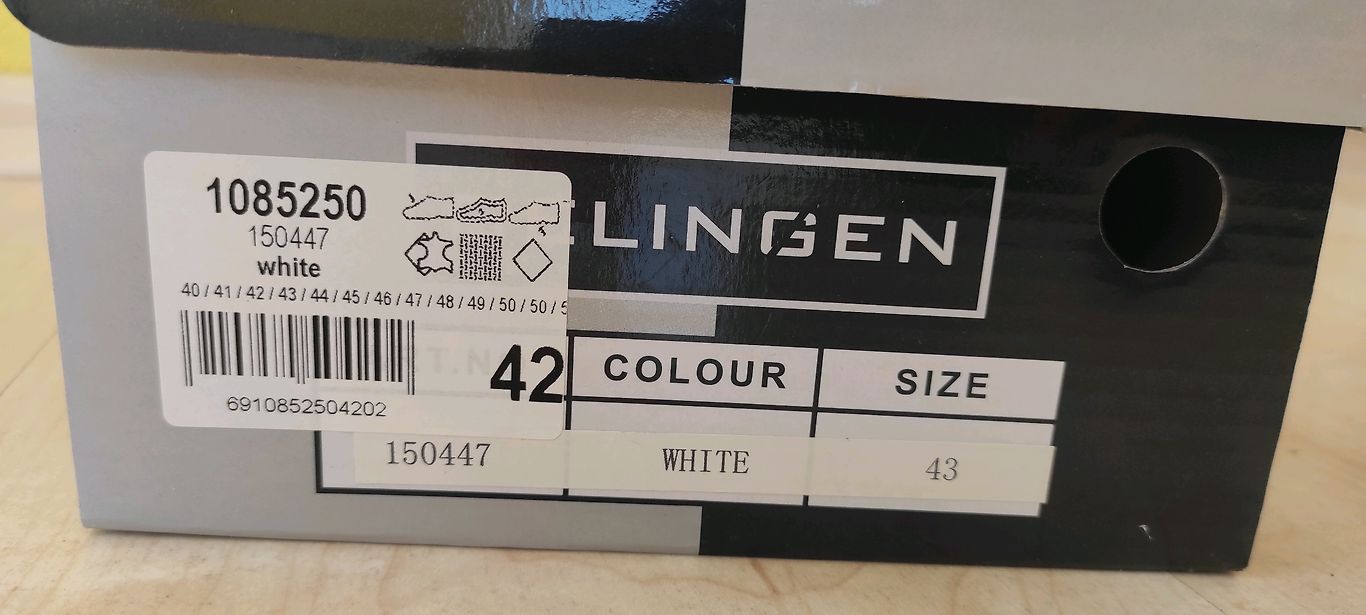 1085250
150447
white
40 / 41 / 42 / 43 / 44 / 45 / 46 / 47 / 48 / 49 / 50 / 50 / 5
6910852504202
42
LINGEN
COLOUR SIZE
150447 WHITE 43